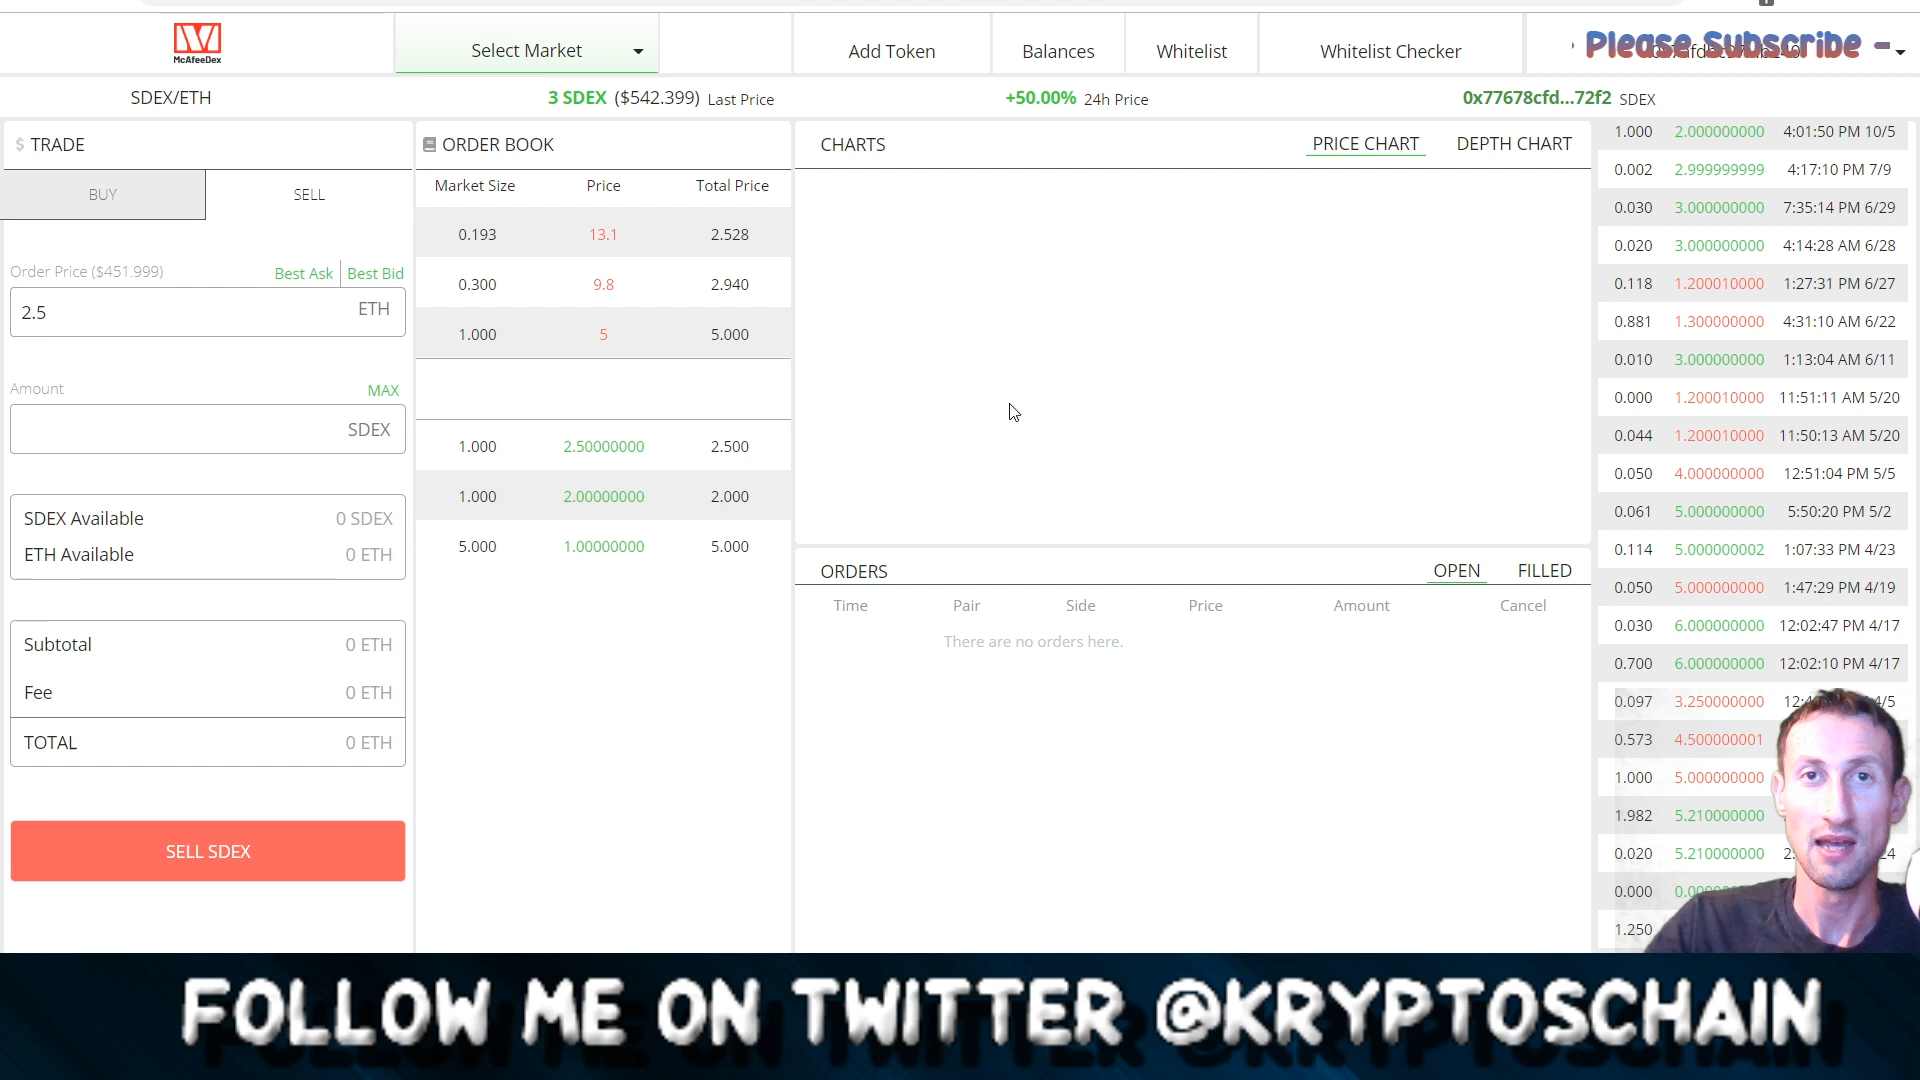 McAfeeDex
Select Market
Add Token
Balances
Whitelist
Whitelist Checker
Please Subscribe
SDEX/ETH
3 SDEX ($542.399) Last Price
+50.00% 24h Price
0x77678cfd...72f2 SDEX
$ TRADE
BUY
SELL
Order Price ($451.999)
Best Ask
Best Bid
2.5
ETH
Amount
MAX
SDEX
SDEX Available
0 SDEX
ETH Available
0 ETH
Subtotal
0 ETH
Fee
0 ETH
TOTAL
0 ETH
SELL SDEX
ORDER BOOK
Market Size Price Total Price
0.193 13.1 2.528
0.300 9.8 2.940
1.000 5 5.000
1.000 2.50000000 2.500
1.000 2.00000000 2.000
5.000 1.00000000 5.000
CHARTS
PRICE CHART
DEPTH CHART
ORDERS
OPEN
FILLED
Time Pair Side Price Amount Cancel
There are no orders here.
1.000 2.000000000 4:01:50 PM 10/5
0.002 2.999999999 4:17:10 PM 7/9
0.030 3.000000000 7:35:14 PM 6/29
0.020 3.000000000 4:14:28 AM 6/28
0.118 1.200010000 1:27:31 PM 6/27
0.881 1.300000000 4:31:10 AM 6/22
0.010 3.000000000 1:13:04 AM 6/11
0.000 1.200010000 11:51:11 AM 5/20
0.044 1.200010000 11:50:13 AM 5/20
0.050 4.000000000 12:51:04 PM 5/5
0.061 5.000000000 5:50:20 PM 5/2
0.114 5.000000002 1:07:33 PM 4/23
0.050 5.000000000 1:47:29 PM 4/19
0.030 6.000000000 12:02:47 PM 4/17
0.700 6.000000000 12:02:10 PM 4/17
0.097 3.250000000
0.573 4.500000001
1.000 5.000000000
1.982 5.210000000
0.020 5.210000000
0.000
1.250
FOLLOW ME ON TWITTER @KRYPTOSCHAIN